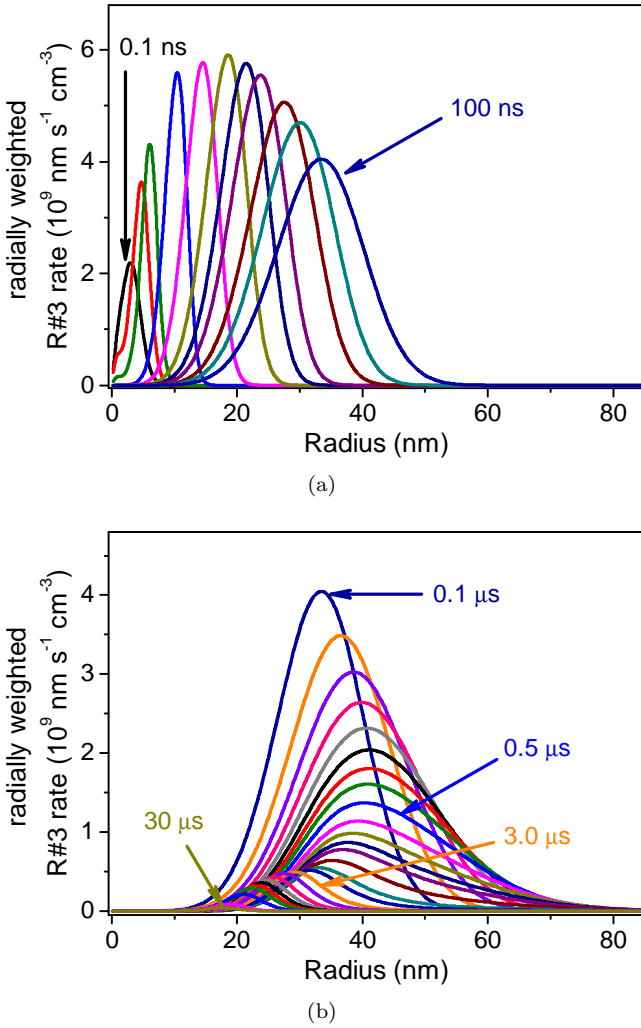 0.1 ns
100 ns
radially weighted
R#3 rate (10⁹ nm s⁻¹ cm⁻³)
6
4
2
0
0 20 40 60 80
Radius (nm)
(a)
0.1 μs
0.5 μs
30 μs
3.0 μs
radially weighted
R#3 rate (10⁹ nm s⁻¹ cm⁻³)
4
3
2
1
0
0 20 40 60 80
Radius (nm)
(b)